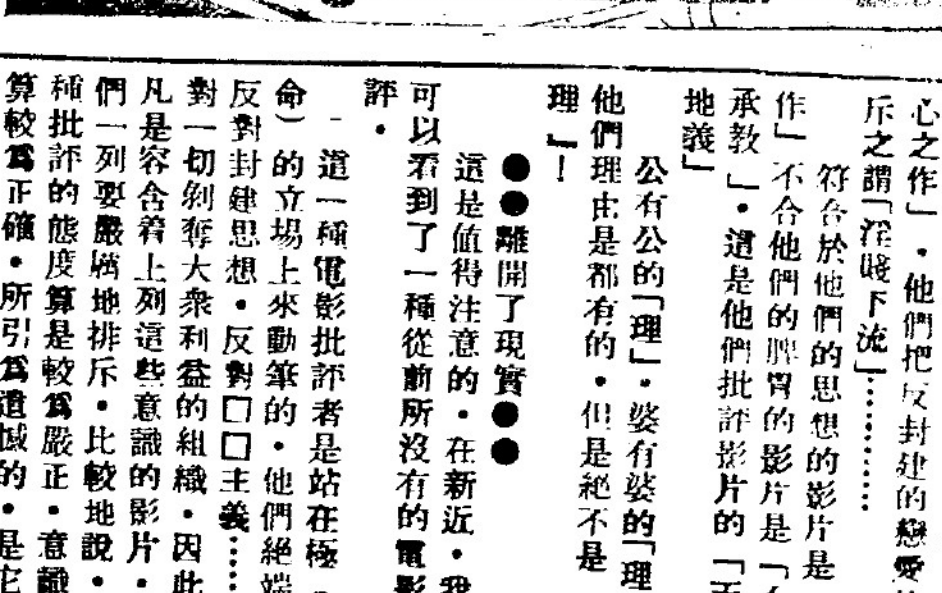 心之作」・他們把反封建的戀愛
斥之謂「淫賤下流」⋯⋯⋯
符合於他們的思想的影片是
作」不合他們的脾胃的影片是「
承教」・這是他們批評影片的「
地義」
公有公的「理」・婆有婆的「理
他們理由是都有的・但是絕不是
理」！
●●離開了現實●●
這是值得注意的・在新近・我
可以看到了一種從前所沒有的電影
評・
這一種電影批評者是站在極
命）的立場上來動筆的・他們絕端
反對封建思想・反對□□主義⋯⋯
對一切剝奪大衆利益的組織・因此
凡是容含着上列這些意識的影片・
們一列要嚴厲地排斥・比較地說・
種批評的態度算是較爲嚴正・意識
算較爲正確・所引爲遺憾的・是它